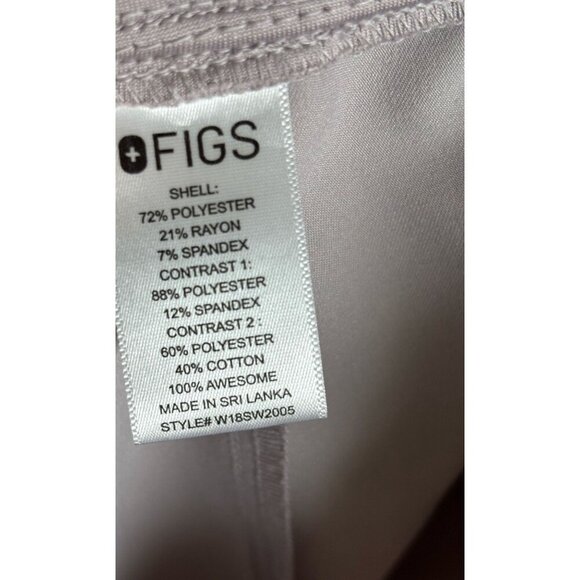 FIGS
SHELL:
72% POLYESTER
21% RAYON
7% SPANDEX
CONTRAST 1:
88% POLYESTER
12% SPANDEX
CONTRAST 2 :
60% POLYESTER
40% COTTON
100% AWESOME
MADE IN SRI LANKA
STYLE# W18SW2005